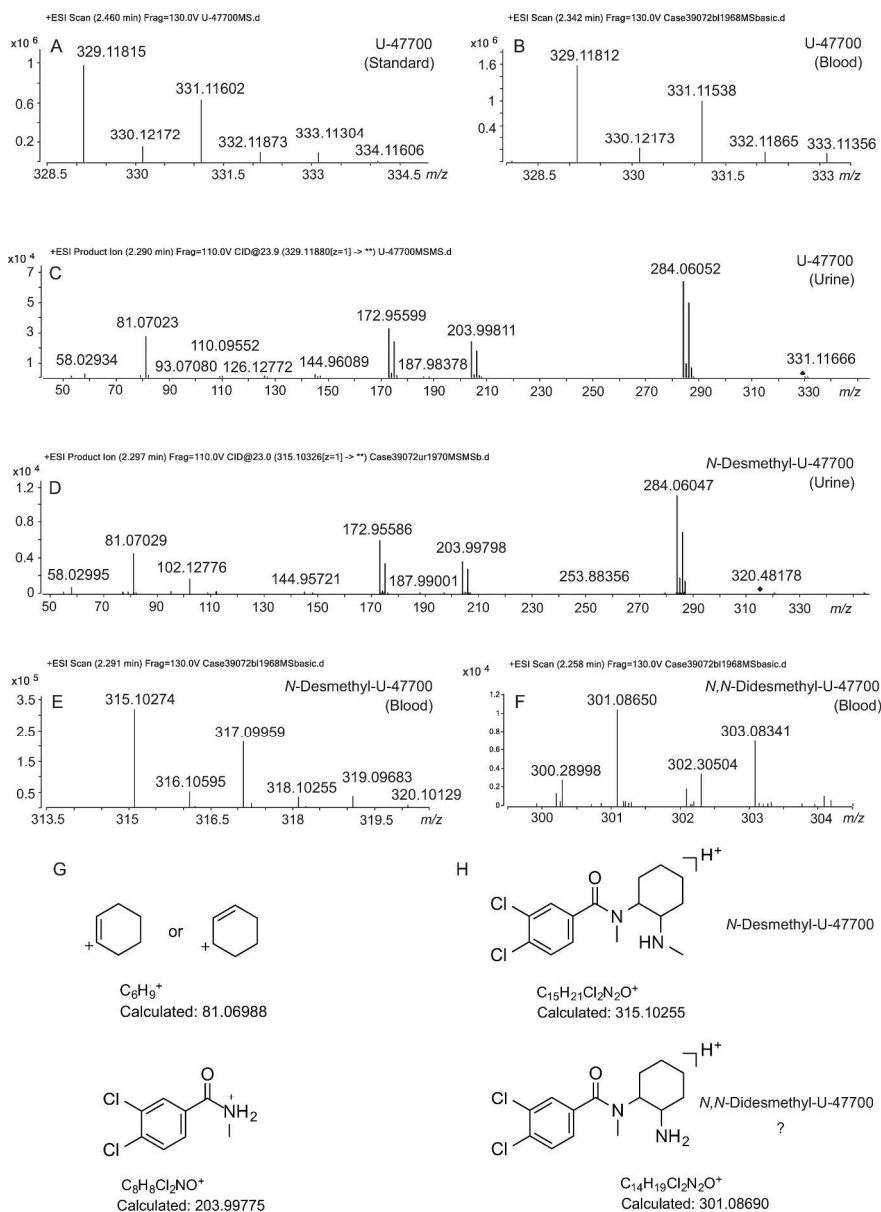 +ESI Scan (2.460 min) Frag=130.0V U-47700MS.d
x10 6
A
U-47700
(Standard)
329.11815
331.11602
330.12172
332.11873
333.11304
334.11606
1
0.6
0.2
328.5 330 331.5 333 334.5 m/z
+ESI Scan (2.342 min) Frag=130.0V Case39072bl1968MSbasic.d
x10 6
B
U-47700
(Blood)
329.11812
331.11538
330.12173
332.11865
333.11356
1.6
1
0.4
328.5 330 331.5 333 m/z
+ESI Product Ion (2.290 min) Frag=110.0V CID@23.9 (329.11880[z=1] -> **) U-47700MSMS.d
x10 4
C
U-47700
(Urine)
284.06052
172.95599
81.07023
203.99811
110.09552
58.02934
93.07080
126.12772
144.96089
187.98378
331.11666
7
5
3
1
50 70 90 110 130 150 170 190 210 230 250 270 290 310 330 m/z
+ESI Product Ion (2.297 min) Frag=110.0V CID@23.0 (315.10326[z=1] -> **) Case39072ur1970MSMSb.d
x10 4
D
N-Desmethyl-U-47700
(Urine)
284.06047
172.95586
81.07029
203.99798
102.12776
58.02995
144.95721
187.99001
253.88356
320.48178
1.2
0.8
0.4
0
50 70 90 110 130 150 170 190 210 230 250 270 290 310 330 m/z
+ESI Scan (2.291 min) Frag=130.0V Case39072bl1968MSbasic.d
x10 5
E
N-Desmethyl-U-47700
(Blood)
315.10274
317.09959
316.10595
318.10255
319.09683
320.10129
3.5
2.5
1.5
0.5
313.5 315 316.5 318 319.5 m/z
+ESI Scan (2.258 min) Frag=130.0V Case39072bl1968MSbasic.d
x10 4
F
N,N-Didesmethyl-U-47700
(Blood)
301.08650
303.08341
300.28998
302.30504
1.2
1
0.8
0.6
0.4
0.2
0
300 301 302 303 304 m/z
G
+
or
+
C6H9+
Calculated: 81.06988
O
Cl
+
NH2
Cl
C8H8Cl2NO+
Calculated: 203.99775
H
H+
O
Cl
N
Cl
HN
N-Desmethyl-U-47700
C15H21Cl2N2O+
Calculated: 315.10255
H+
O
Cl
N
Cl
NH2
N,N-Didesmethyl-U-47700
?
C14H19Cl2N2O+
Calculated: 301.08690